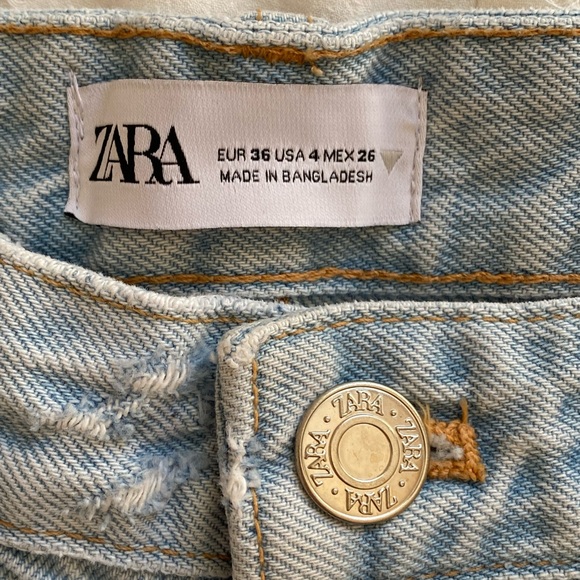 ZARA
EUR 36 USA 4 MEX 26
MADE IN BANGLADESH
ZARA · ZARA · ZARA · ZARA ·